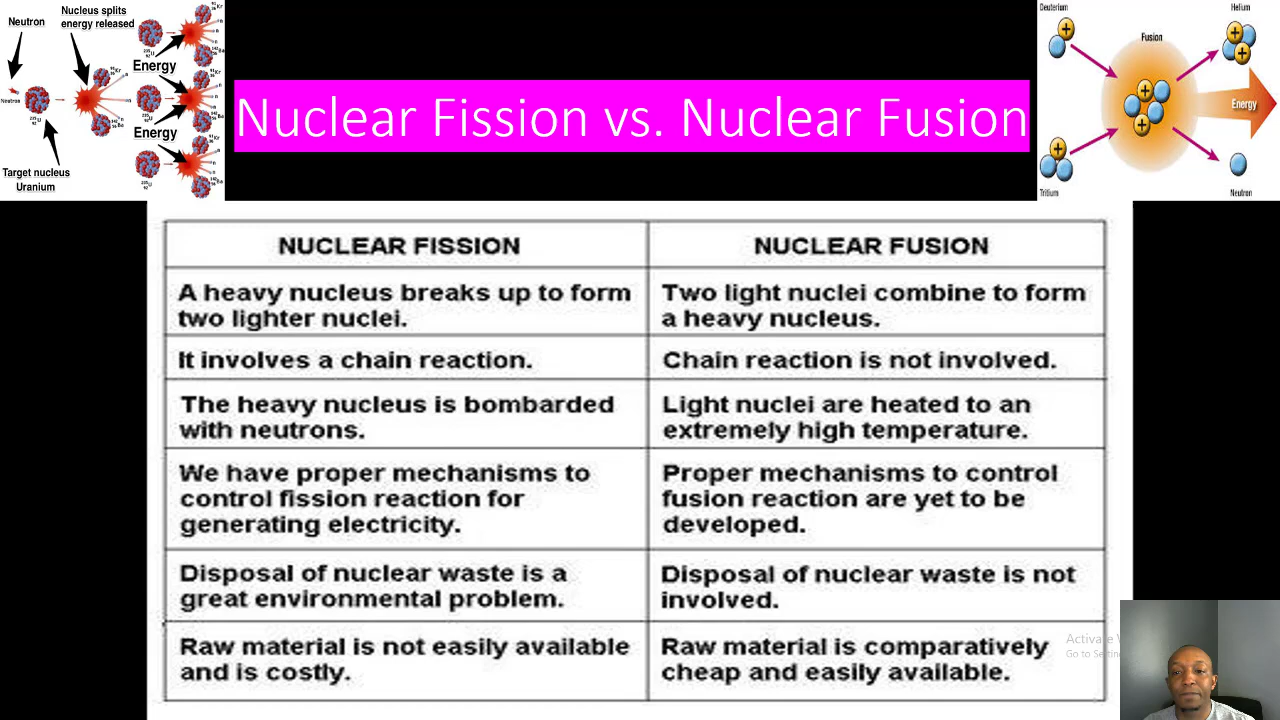 Neutron
Nucleus splits
energy released
Neutron
Target nucleus
Uranium
Energy
Energy
Nuclear Fission vs. Nuclear Fusion
Deuterium
Tritium
Fusion
Helium
Energy
Neutron
NUCLEAR FISSION
NUCLEAR FUSION
A heavy nucleus breaks up to form
two lighter nuclei.
Two light nuclei combine to form
a heavy nucleus.
It involves a chain reaction.
Chain reaction is not involved.
The heavy nucleus is bombarded
with neutrons.
Light nuclei are heated to an
extremely high temperature.
We have proper mechanisms to
control fission reaction for
generating electricity.
Proper mechanisms to control
fusion reaction are yet to be
developed.
Disposal of nuclear waste is a
great environmental problem.
Disposal of nuclear waste is not
involved.
Raw material is not easily available
and is costly.
Raw material is comparatively
cheap and easily available.
Activate
Go to